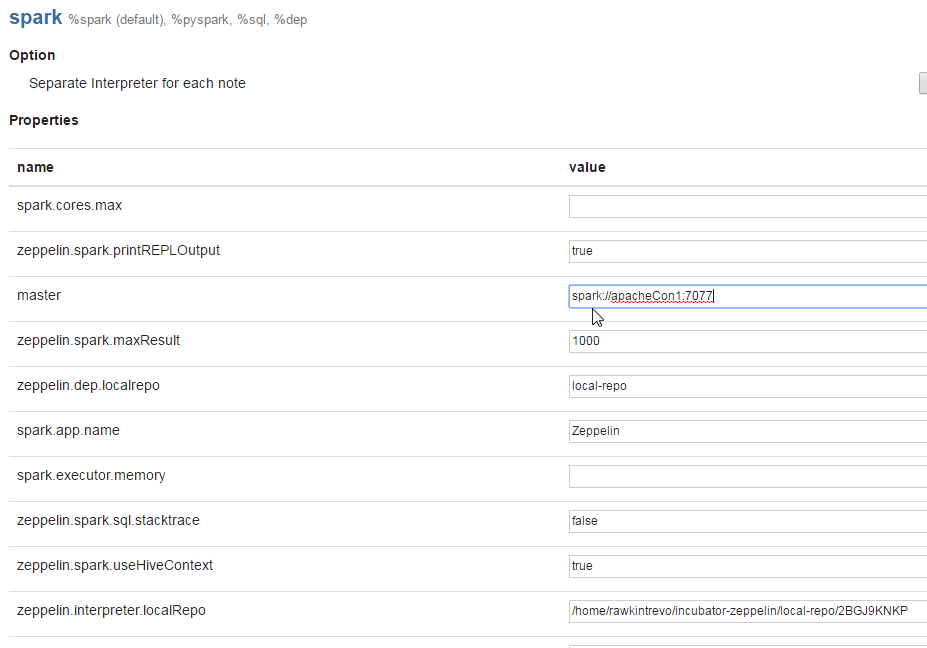 spark %spark (default), %pyspark, %sql, %dep
Option
Separate Interpreter for each note
Properties
name value
spark.cores.max
zeppelin.spark.printREPLOutput true
master spark://apacheCon1:7077
zeppelin.spark.maxResult 1000
zeppelin.dep.localrepo local-repo
spark.app.name Zeppelin
spark.executor.memory
zeppelin.spark.sql.stacktrace false
zeppelin.spark.useHiveContext true
zeppelin.interpreter.localRepo /home/rawkintrevo/incubator-zeppelin/local-repo/2BGJ9KNKP